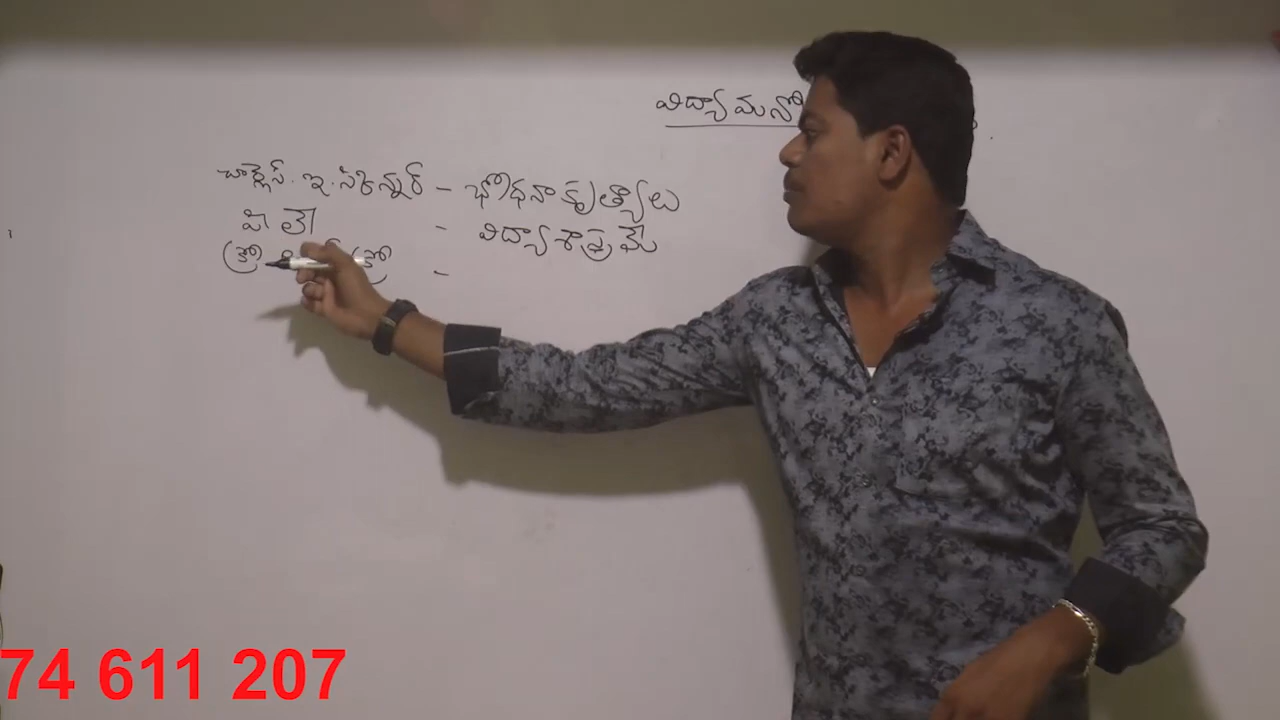 విద్యా మనో
చార్లెస్. ఇ. స్కిన్నర్ - భోధనా కృత్యాలు
పి లె - విద్యాశాస్త్రమే
క్రో క్రో -
74 611 207